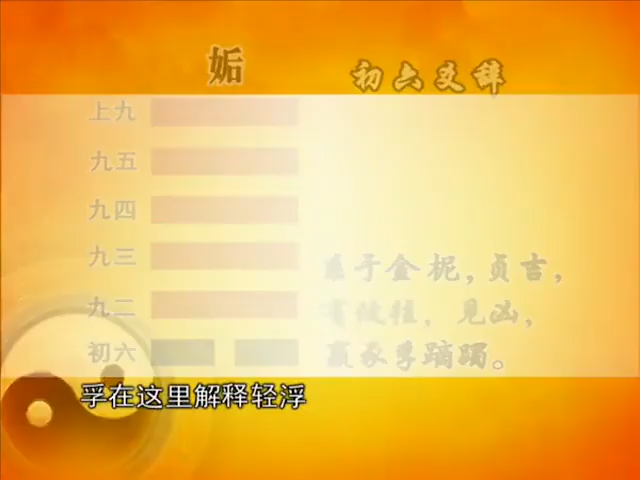 姤
初六爻辞
上九
九五
九四
九三
于金柅,贞吉,
九二
攸往,见凶,
初六
羸豕孚蹢躅。
孚在这里解释轻浮